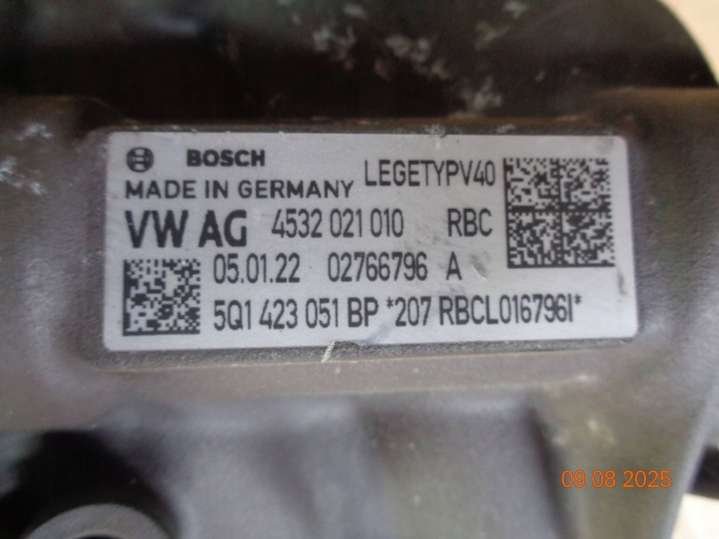 BOSCH
LEGETYPV40
MADE IN GERMANY
VW AG 4532 021 010 RBC
05.01.22 02766796 A
5Q1 423 051 BP *207 RBCL016796I*
09 08 2025